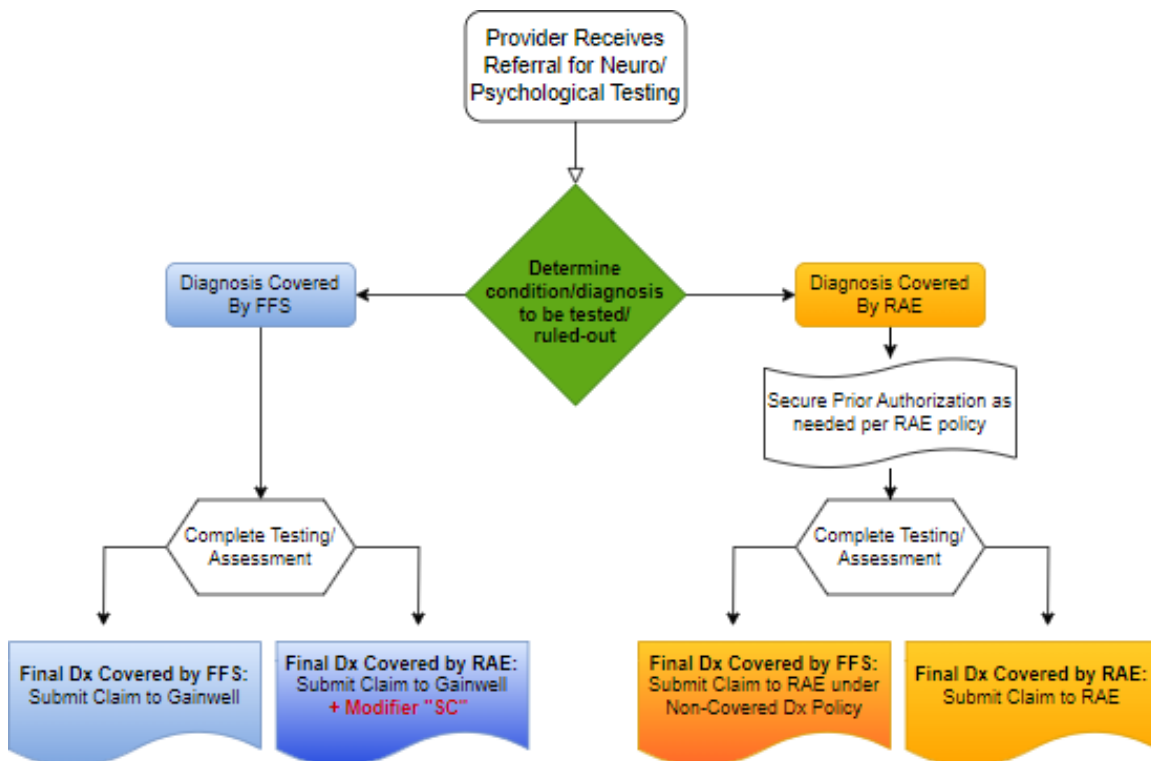 Provider Receives
Referral for Neuro/
Psychological Testing
Determine
condition/diagnosis
to be tested/
ruled-out
Diagnosis Covered
By FFS
Diagnosis Covered
By RAE
Secure Prior Authorization as
needed per RAE policy
Complete Testing/
Assessment
Complete Testing/
Assessment
Final Dx Covered by FFS:
Submit Claim to Gainwell
Final Dx Covered by RAE:
Submit Claim to Gainwell
+ Modifier "SC"
Final Dx Covered by FFS:
Submit Claim to RAE under
Non-Covered Dx Policy
Final Dx Covered by RAE:
Submit Claim to RAE